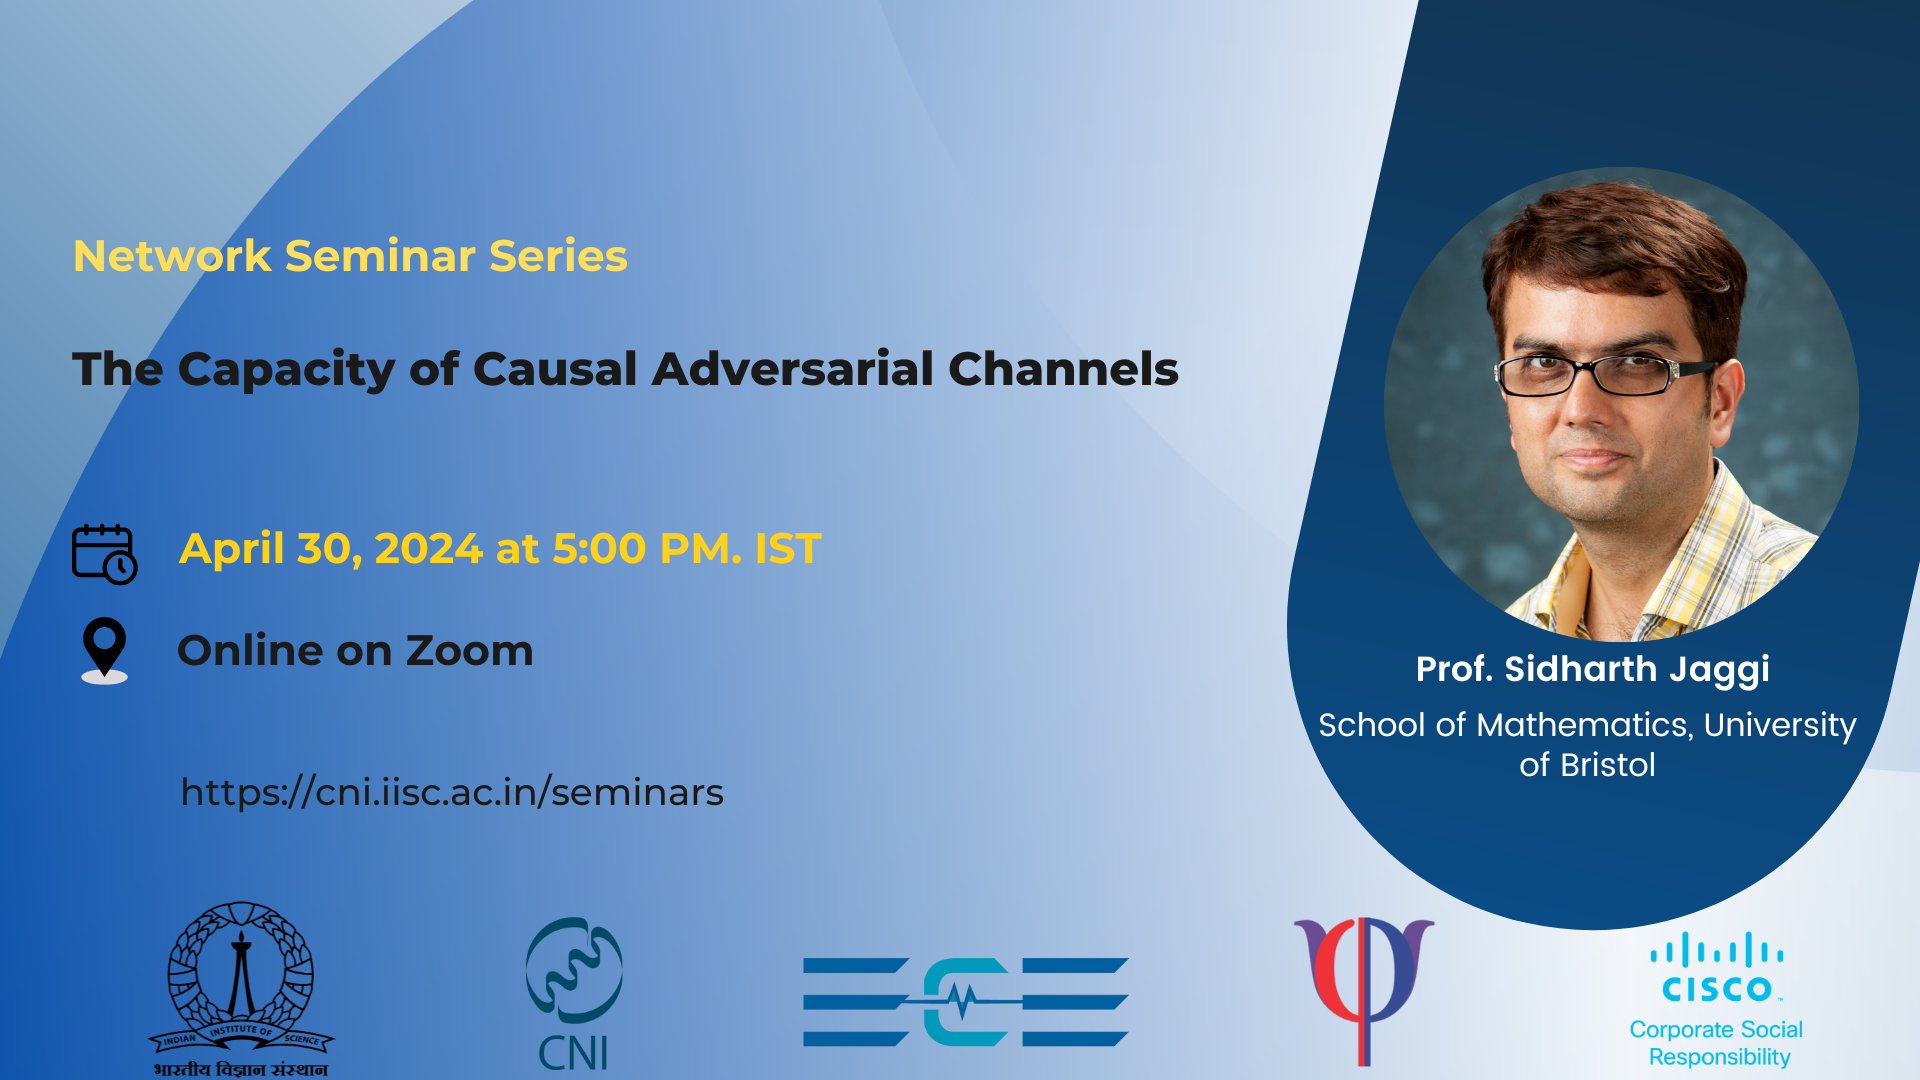 Network Seminar Series
The Capacity of Causal Adversarial Channels
April 30, 2024 at 5:00 PM. IST
Online on Zoom
https://cni.iisc.ac.in/seminars
Prof. Sidharth Jaggi
School of Mathematics, University
of Bristol
INDIAN INSTITUTE OF SCIENCE
भारतीय विज्ञान संस्थान
CNI
ECE
CISCO
Corporate Social
Responsibility